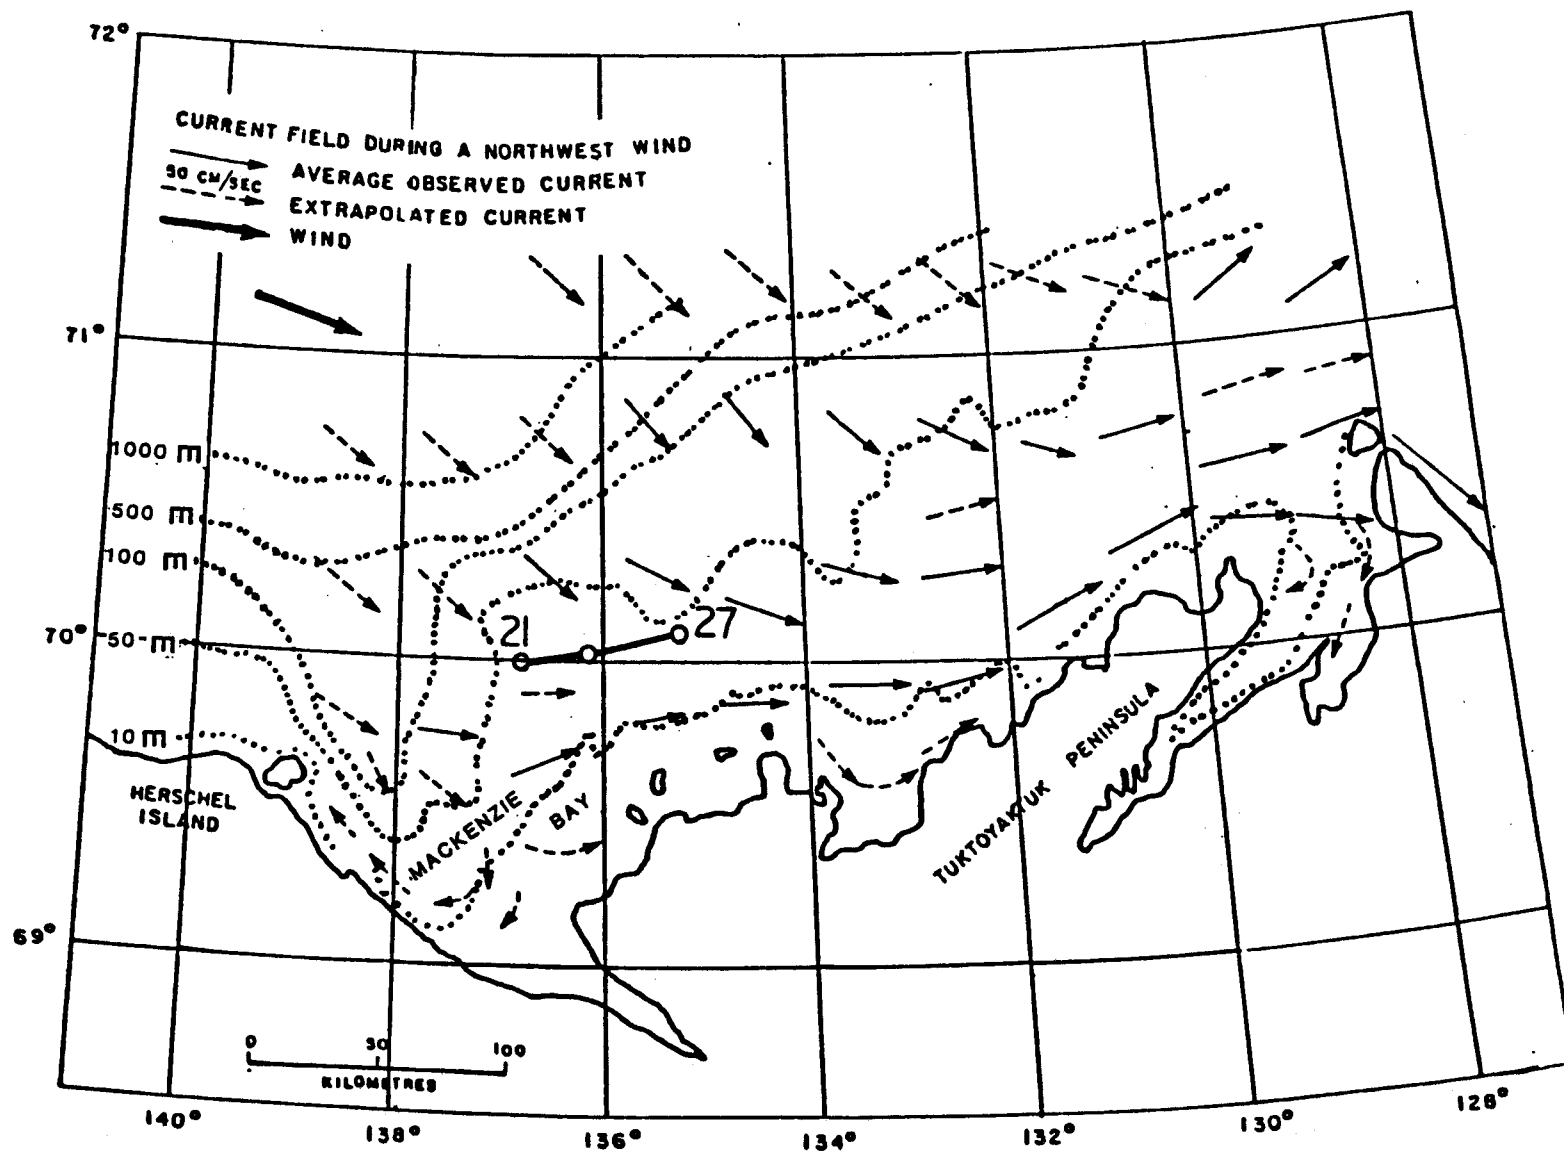 72°
CURRENT FIELD DURING A NORTHWEST WIND
AVERAGE OBSERVED CURRENT
50 CM/SEC
EXTRAPOLATED CURRENT
WIND
71°
1000 m
500 m
100 m
70°
50 m
21
27
10 m
HERSCHEL
ISLAND
MACKENZIE
BAY
TUKTOYAKTUK PENINSULA
69°
0 50 100
KILOMETRES
140° 138° 136° 134° 132° 130° 128°